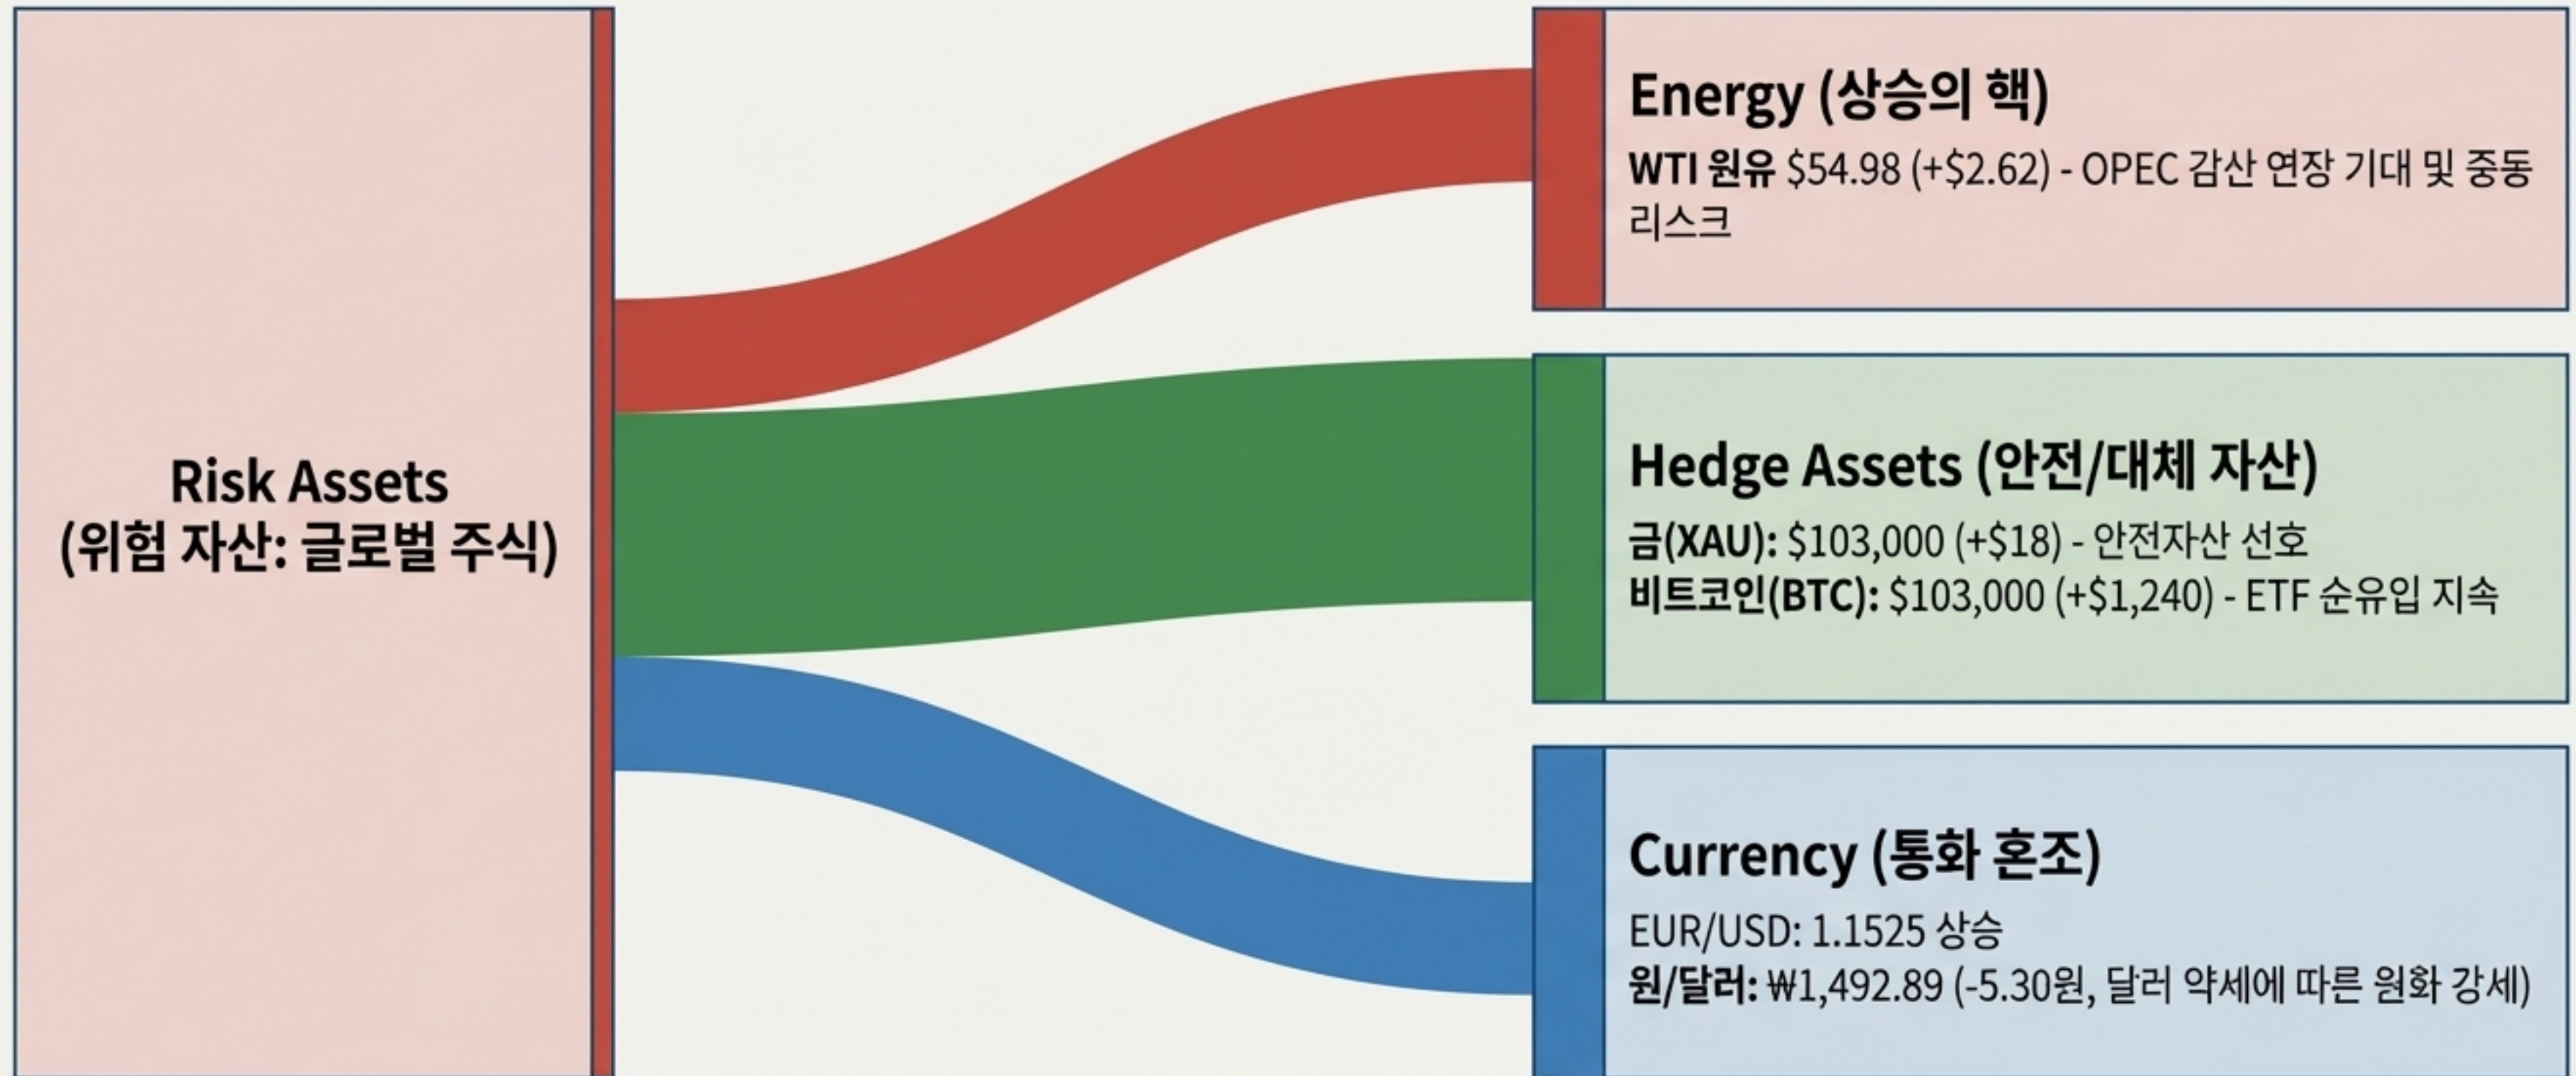 Risk Assets
(위험 자산: 글로벌 주식)
Energy (상승의 핵)
WTI 원유 $54.98 (+$2.62) - OPEC 감산 연장 기대 및 중동
리스크
Hedge Assets (안전/대체 자산)
금(XAU): $103,000 (+$18) - 안전자산 선호
비트코인(BTC): $103,000 (+$1,240) - ETF 순유입 지속
Currency (통화 혼조)
EUR/USD: 1.1525 상승
원/달러: ₩1,492.89 (-5.30원, 달러 약세에 따른 원화 강세)